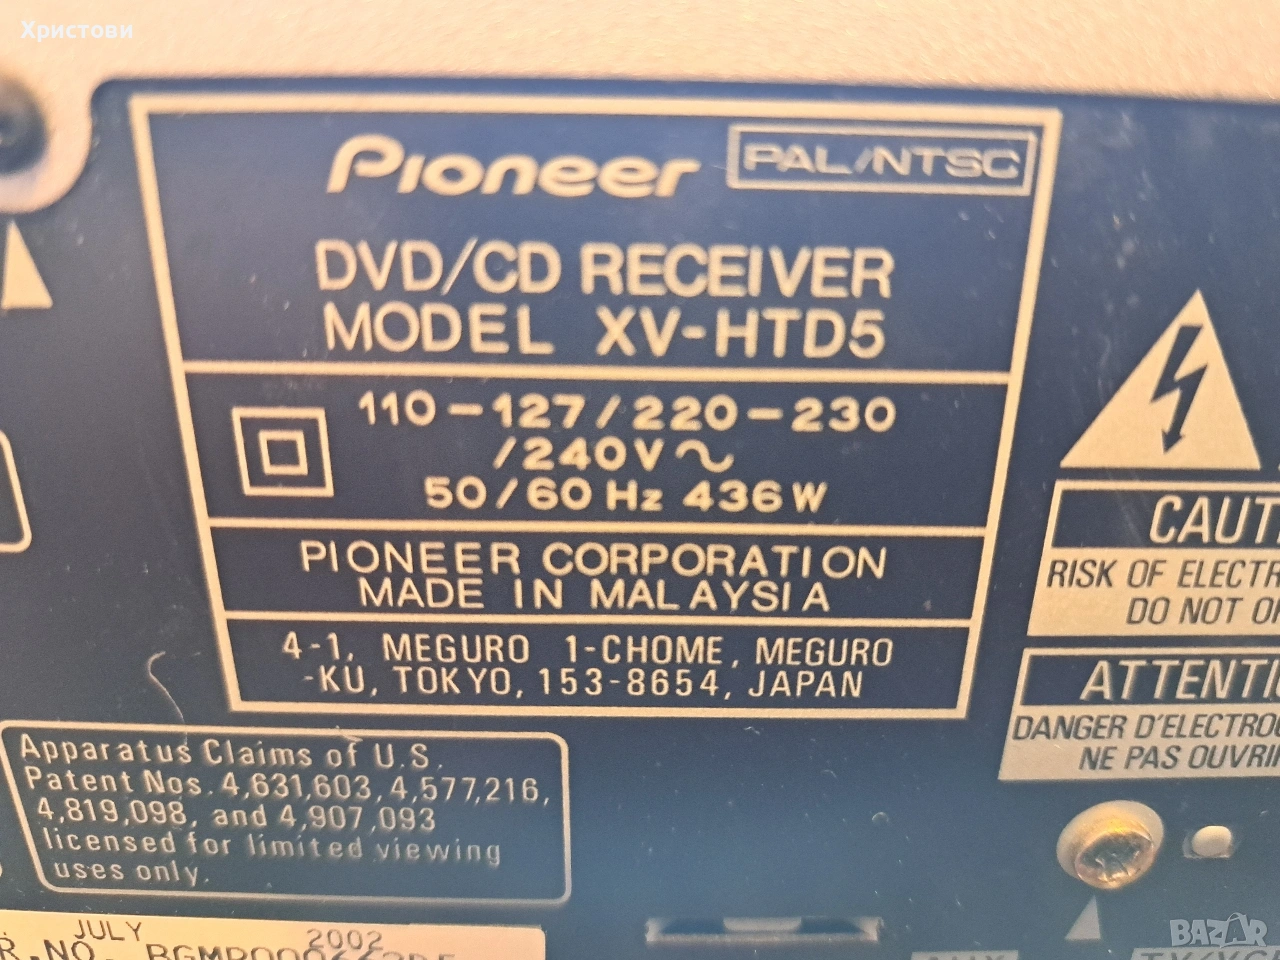 Христови
Pioneer
PAL/NTSC
DVD/CD RECEIVER
MODEL XV-HTD5
110-127/220-230
/240V~
50/60Hz 436W
PIONEER CORPORATION
MADE IN MALAYSIA
4-1, MEGURO 1-CHOME, MEGURO
-KU, TOKYO, 153-8654, JAPAN
CAUT
RISK OF ELECTR
DO NOT O
ATTENTI
DANGER D'ELECTRO
NE PAS OUVRI
Apparatus Claims of U.S.
Patent Nos. 4,631,603, 4,577,216,
4,819,098, and 4,907,093
licensed for limited viewing
uses only.
JULY 2002
R.NO.
BAZAR